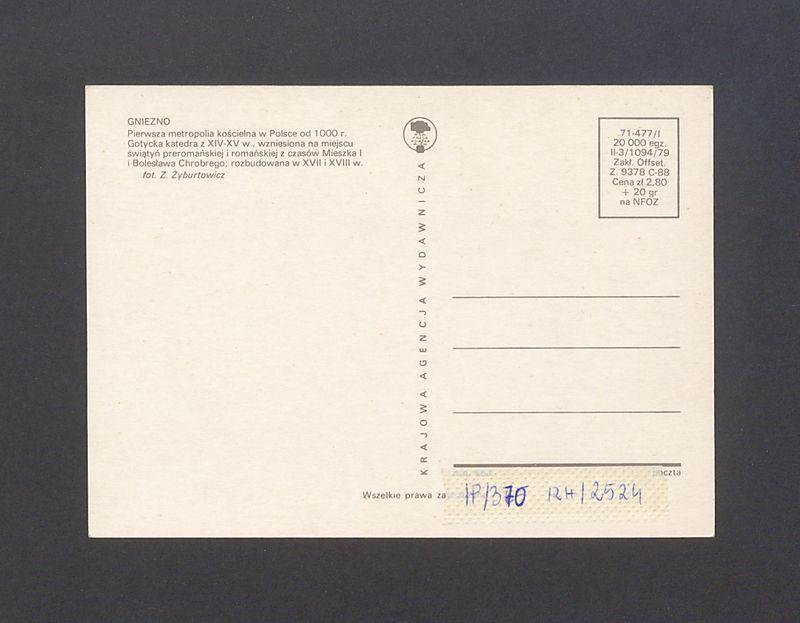 GNIEZNO
Pierwsza metropolia kościelna w Polsce od 1000 r.
Gotycka katedra z XIV-XV w., wzniesiona na miejscu
świątyń preromańskiej i romańskiej z czasów Mieszka I
i Bolesława Chrobrego; rozbudowana w XVII i XVIII w.
fot. Z. Żyburtowicz
KRAJOWA AGENCJA WYDAWNICZA
71-477/I
20 000 egz.
II-3/1094/79
Zakł. Offset.
Z. 9378 C-88
Cena zł 2,80
+ 20 gr
na NFOZ
poczta
Wszelkie prawa za
IP/370 RH/2524